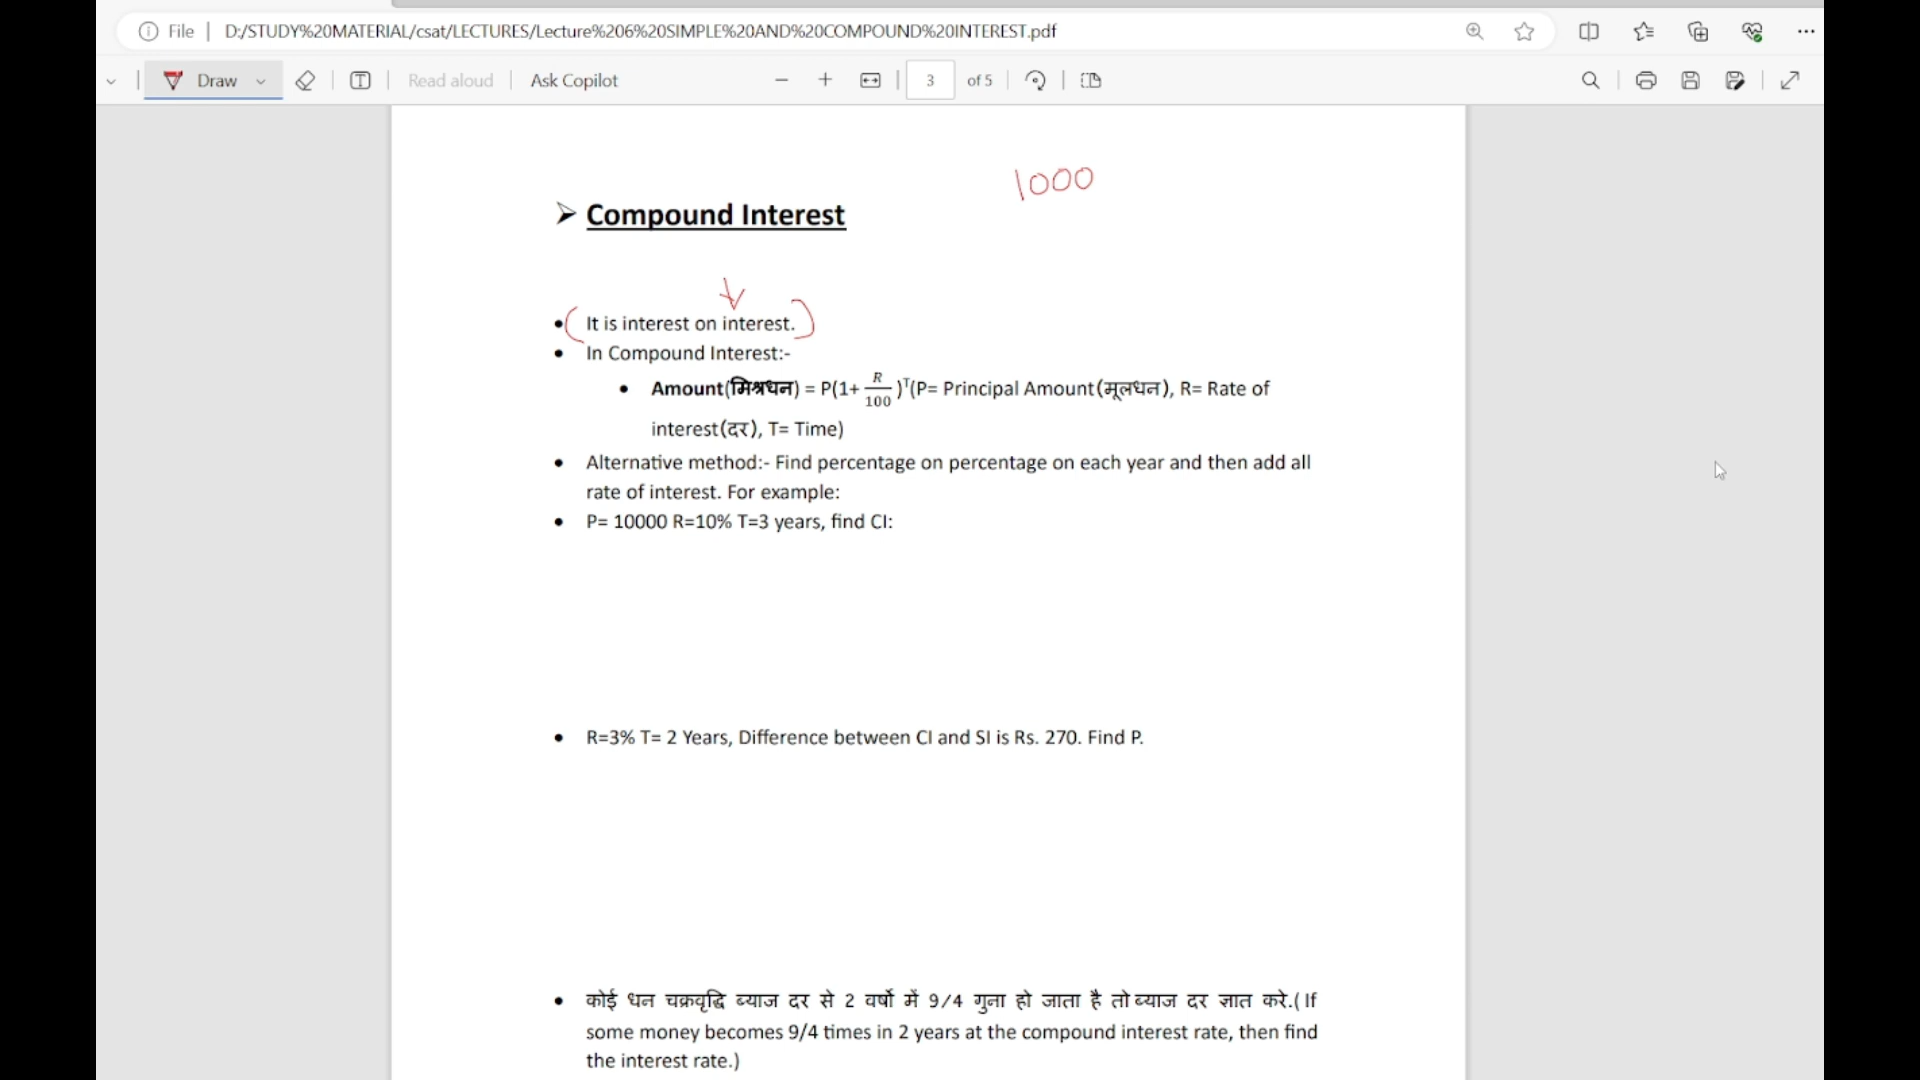 File | D:/STUDY%20MATERIAL/csat/LECTURES/Lecture%206%20SIMPLE%20AND%20COMPOUND%20INTEREST.pdf
Draw Read aloud Ask Copilot 3 of 5
1000
➢ Compound Interest
• It is interest on interest.
• In Compound Interest:-
• Amount(मिश्रधन) = P(1+ R/100 )ᵀ(P= Principal Amount(मूलधन), R= Rate of
interest(दर), T= Time)
• Alternative method:- Find percentage on percentage on each year and then add all
rate of interest. For example:
• P= 10000 R=10% T=3 years, find CI:
• R=3% T= 2 Years, Difference between CI and SI is Rs. 270. Find P.
• कोई धन चक्रवृद्धि ब्याज दर से 2 वर्षो में 9/4 गुना हो जाता है तो ब्याज दर ज्ञात करे.( If
some money becomes 9/4 times in 2 years at the compound interest rate, then find
the interest rate.)